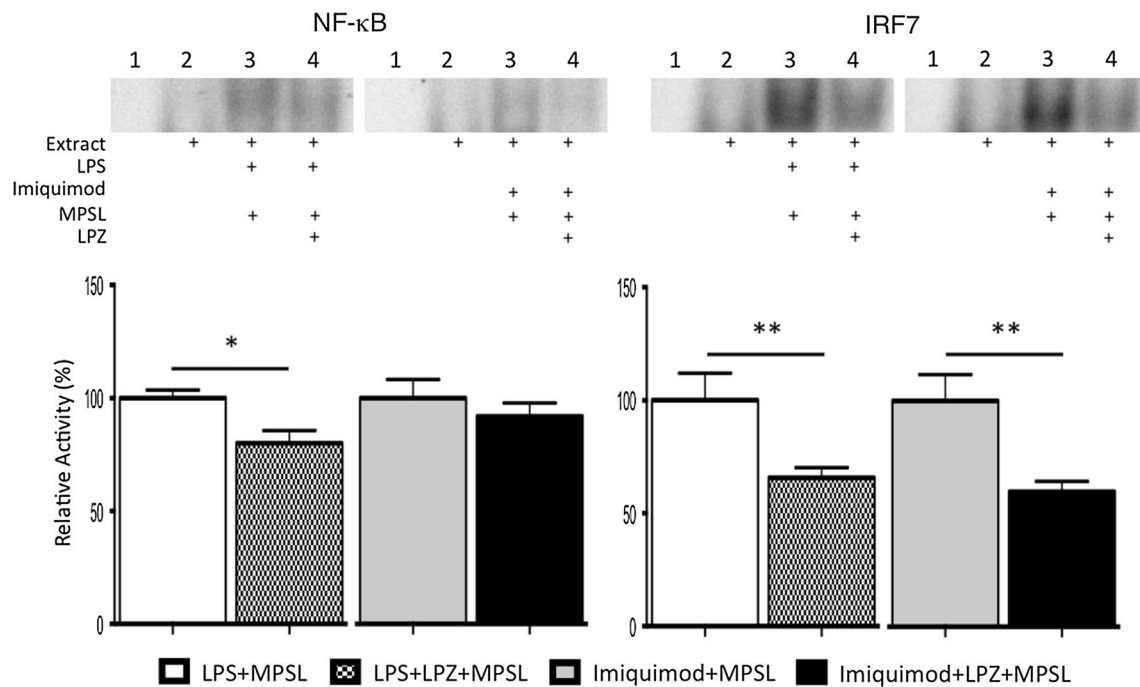 NF-κB IRF7
1 2 3 4 1 2 3 4 1 2 3 4 1 2 3 4
Extract + + + + + + + + + + + +
LPS + + + +
Imiquimod + + + +
MPSL + + + + + + + +
LPZ + + + +
Relative Activity (%)
150
100
50
0
*
150
100
50
0
** **
LPS+MPSL LPS+LPZ+MPSL Imiquimod+MPSL Imiquimod+LPZ+MPSL